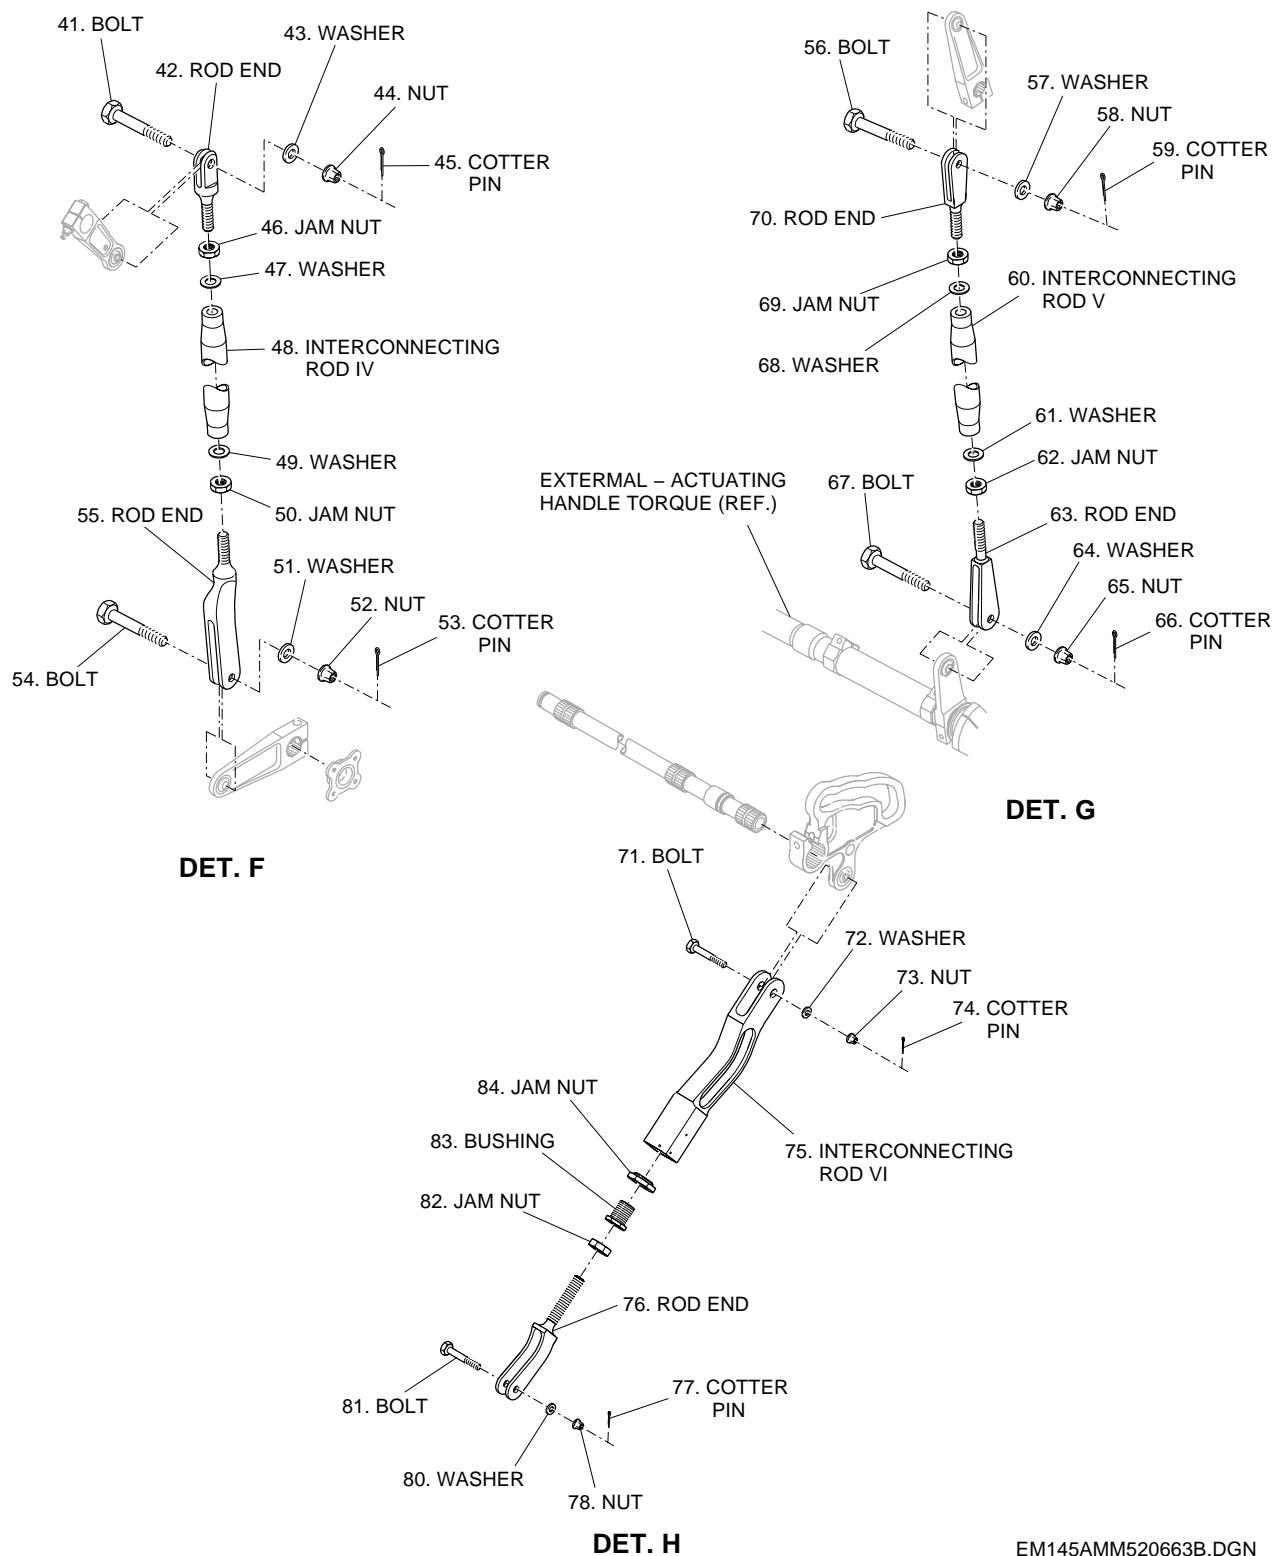 41. BOLT
43. WASHER
42. ROD END
44. NUT
45. COTTER
PIN
46. JAM NUT
47. WASHER
48. INTERCONNECTING
ROD IV
49. WASHER
50. JAM NUT
55. ROD END
51. WASHER
52. NUT
53. COTTER
PIN
54. BOLT
DET. F
56. BOLT
57. WASHER
58. NUT
59. COTTER
PIN
70. ROD END
69. JAM NUT
60. INTERCONNECTING
ROD V
68. WASHER
61. WASHER
62. JAM NUT
67. BOLT
63. ROD END
64. WASHER
65. NUT
66. COTTER
PIN
EXTERMAL – ACTUATING
HANDLE TORQUE (REF.)
DET. G
71. BOLT
72. WASHER
73. NUT
74. COTTER
PIN
84. JAM NUT
83. BUSHING
75. INTERCONNECTING
ROD VI
82. JAM NUT
76. ROD END
81. BOLT
77. COTTER
PIN
80. WASHER
78. NUT
DET. H
EM145AMM520663B.DGN